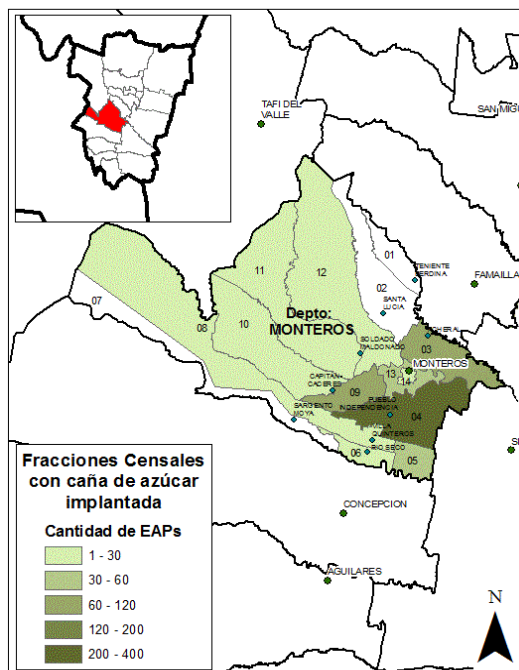 TAFI DEL
VALLE
SAN MIGU
01
TENIENTE
BERDINA
FAMAILLA
11
12
02
SANTA
LUCIA
07
08
10
Depto:
MONTEROS
SOLDADO
MALDONADO
ACHERAL
03
MONTEROS
13
14
CAPITAN
CACERES
09
PUEBLO
INDEPENDENCIA
04
SARGENTO
MOYA
VILLA
QUINTEROS
RIO SECO
06
05
CONCEPCION
AGUILARES
Fracciones Censales
con caña de azúcar
implantada
Cantidad de EAPs
1 - 30
30 - 60
60 - 120
120 - 200
200 - 400
N